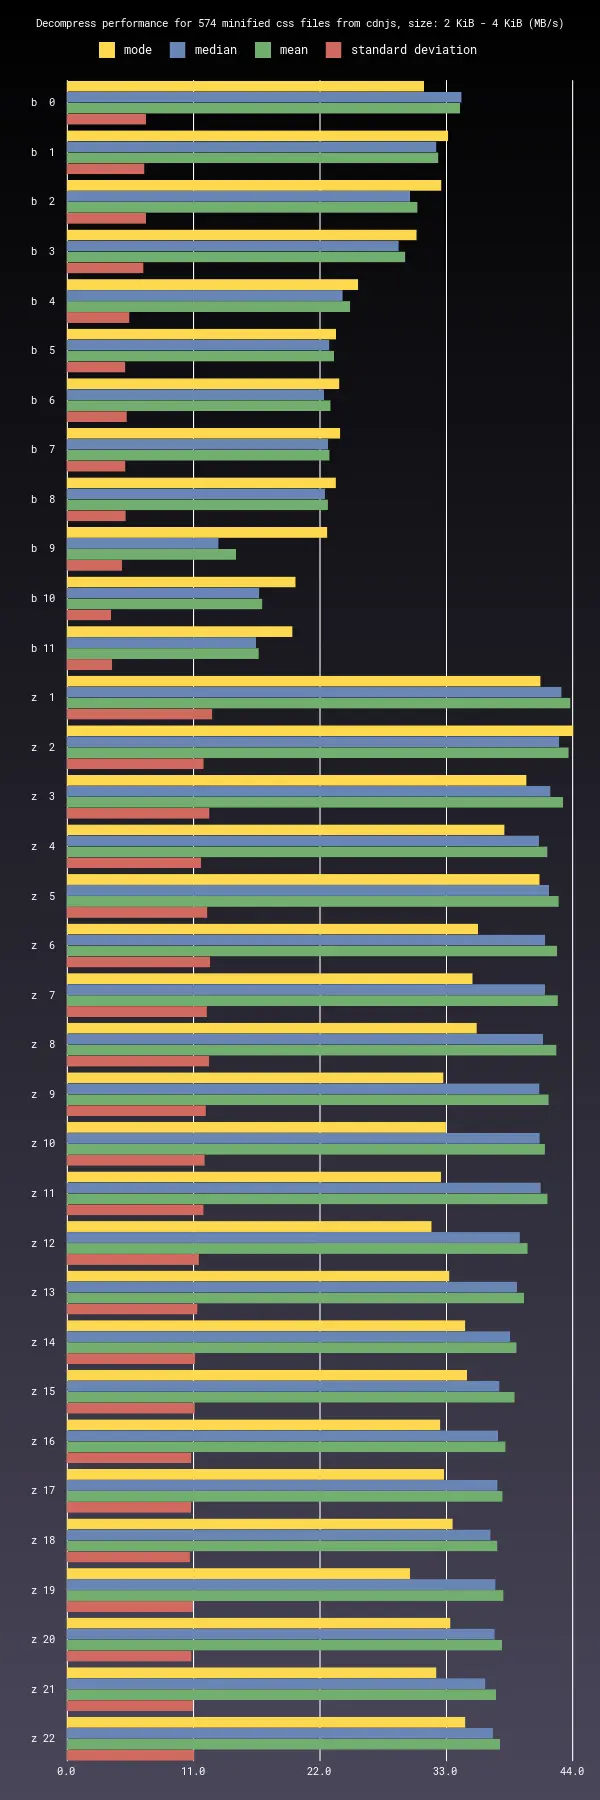 Decompress performance for 574 minified css files from cdnjs, size: 2 KiB - 4 KiB (MB/s)
mode median mean standard deviation
b 0
b 1
b 2
b 3
b 4
b 5
b 6
b 7
b 8
b 9
b 10
b 11
z 1
z 2
z 3
z 4
z 5
z 6
z 7
z 8
z 9
z 10
z 11
z 12
z 13
z 14
z 15
z 16
z 17
z 18
z 19
z 20
z 21
z 22
0.0 11.0 22.0 33.0 44.0